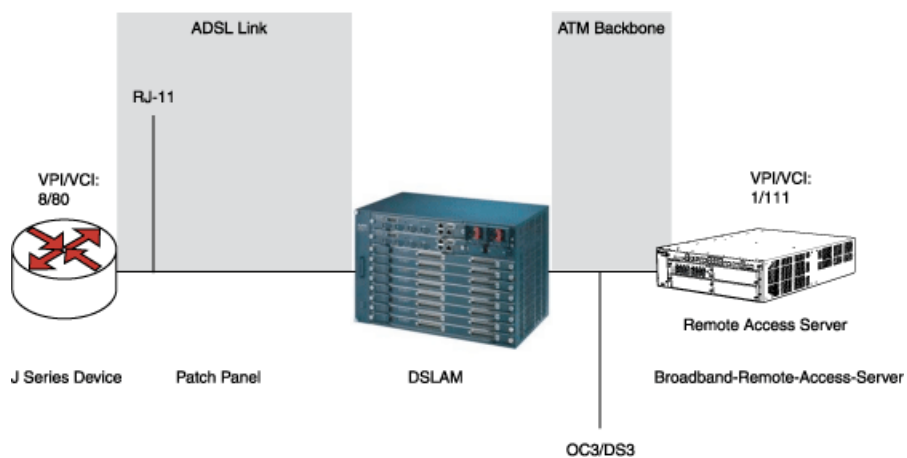 ADSL Link
ATM Backbone
RJ-11
VPI/VCI:
8/80
VPI/VCI:
1/111
Remote Access Server
J Series Device
Patch Panel
DSLAM
Broadband-Remote-Access-Server
OC3/DS3